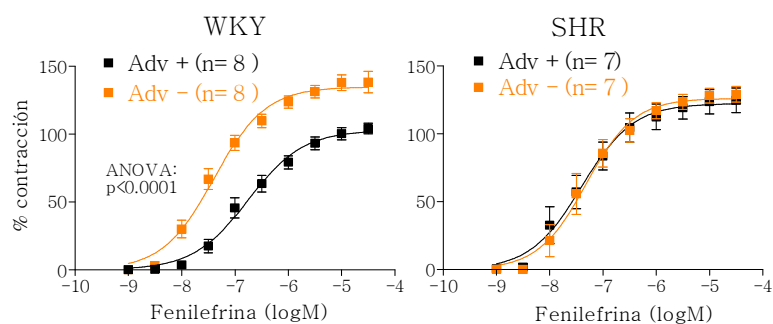 WKY
Adv + (n= 8 )
Adv - (n= 8 )
150
100
50
0
% contracción
ANOVA:
p<0.0001
-10 -9 -8 -7 -6 -5 -4
Fenilefrina (logM)
SHR
Adv + (n= 7)
Adv - (n= 7 )
150
100
50
0
-10 -9 -8 -7 -6 -5 -4
Fenilefrina (logM)